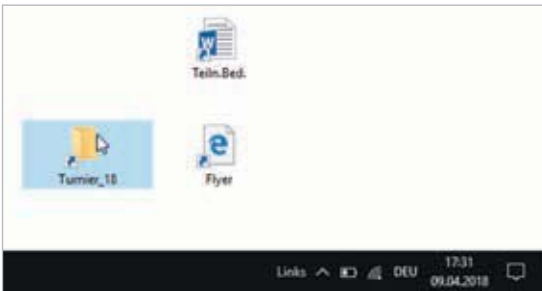 Teiln.Bed.
Turnier_18
Flyer
Links DEU 17:31
09.04.2018